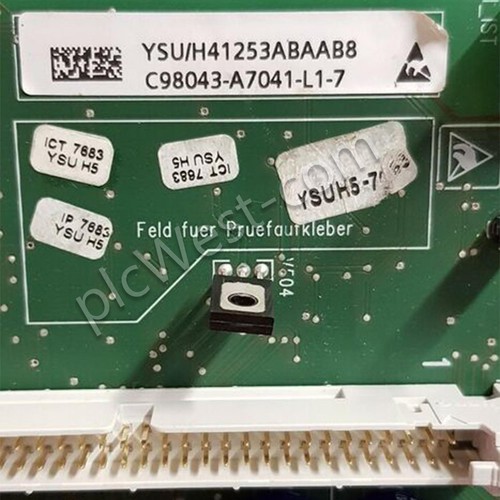 YSU/H41253ABAAB8
C98043-A7041-L1-7
ICT 7683
YSU H5
ICT 7683
YSU H5
YSUH5-7
IP 7683
YSU H5
Feld fuer Pruefaufkleber
1
plcWest.com